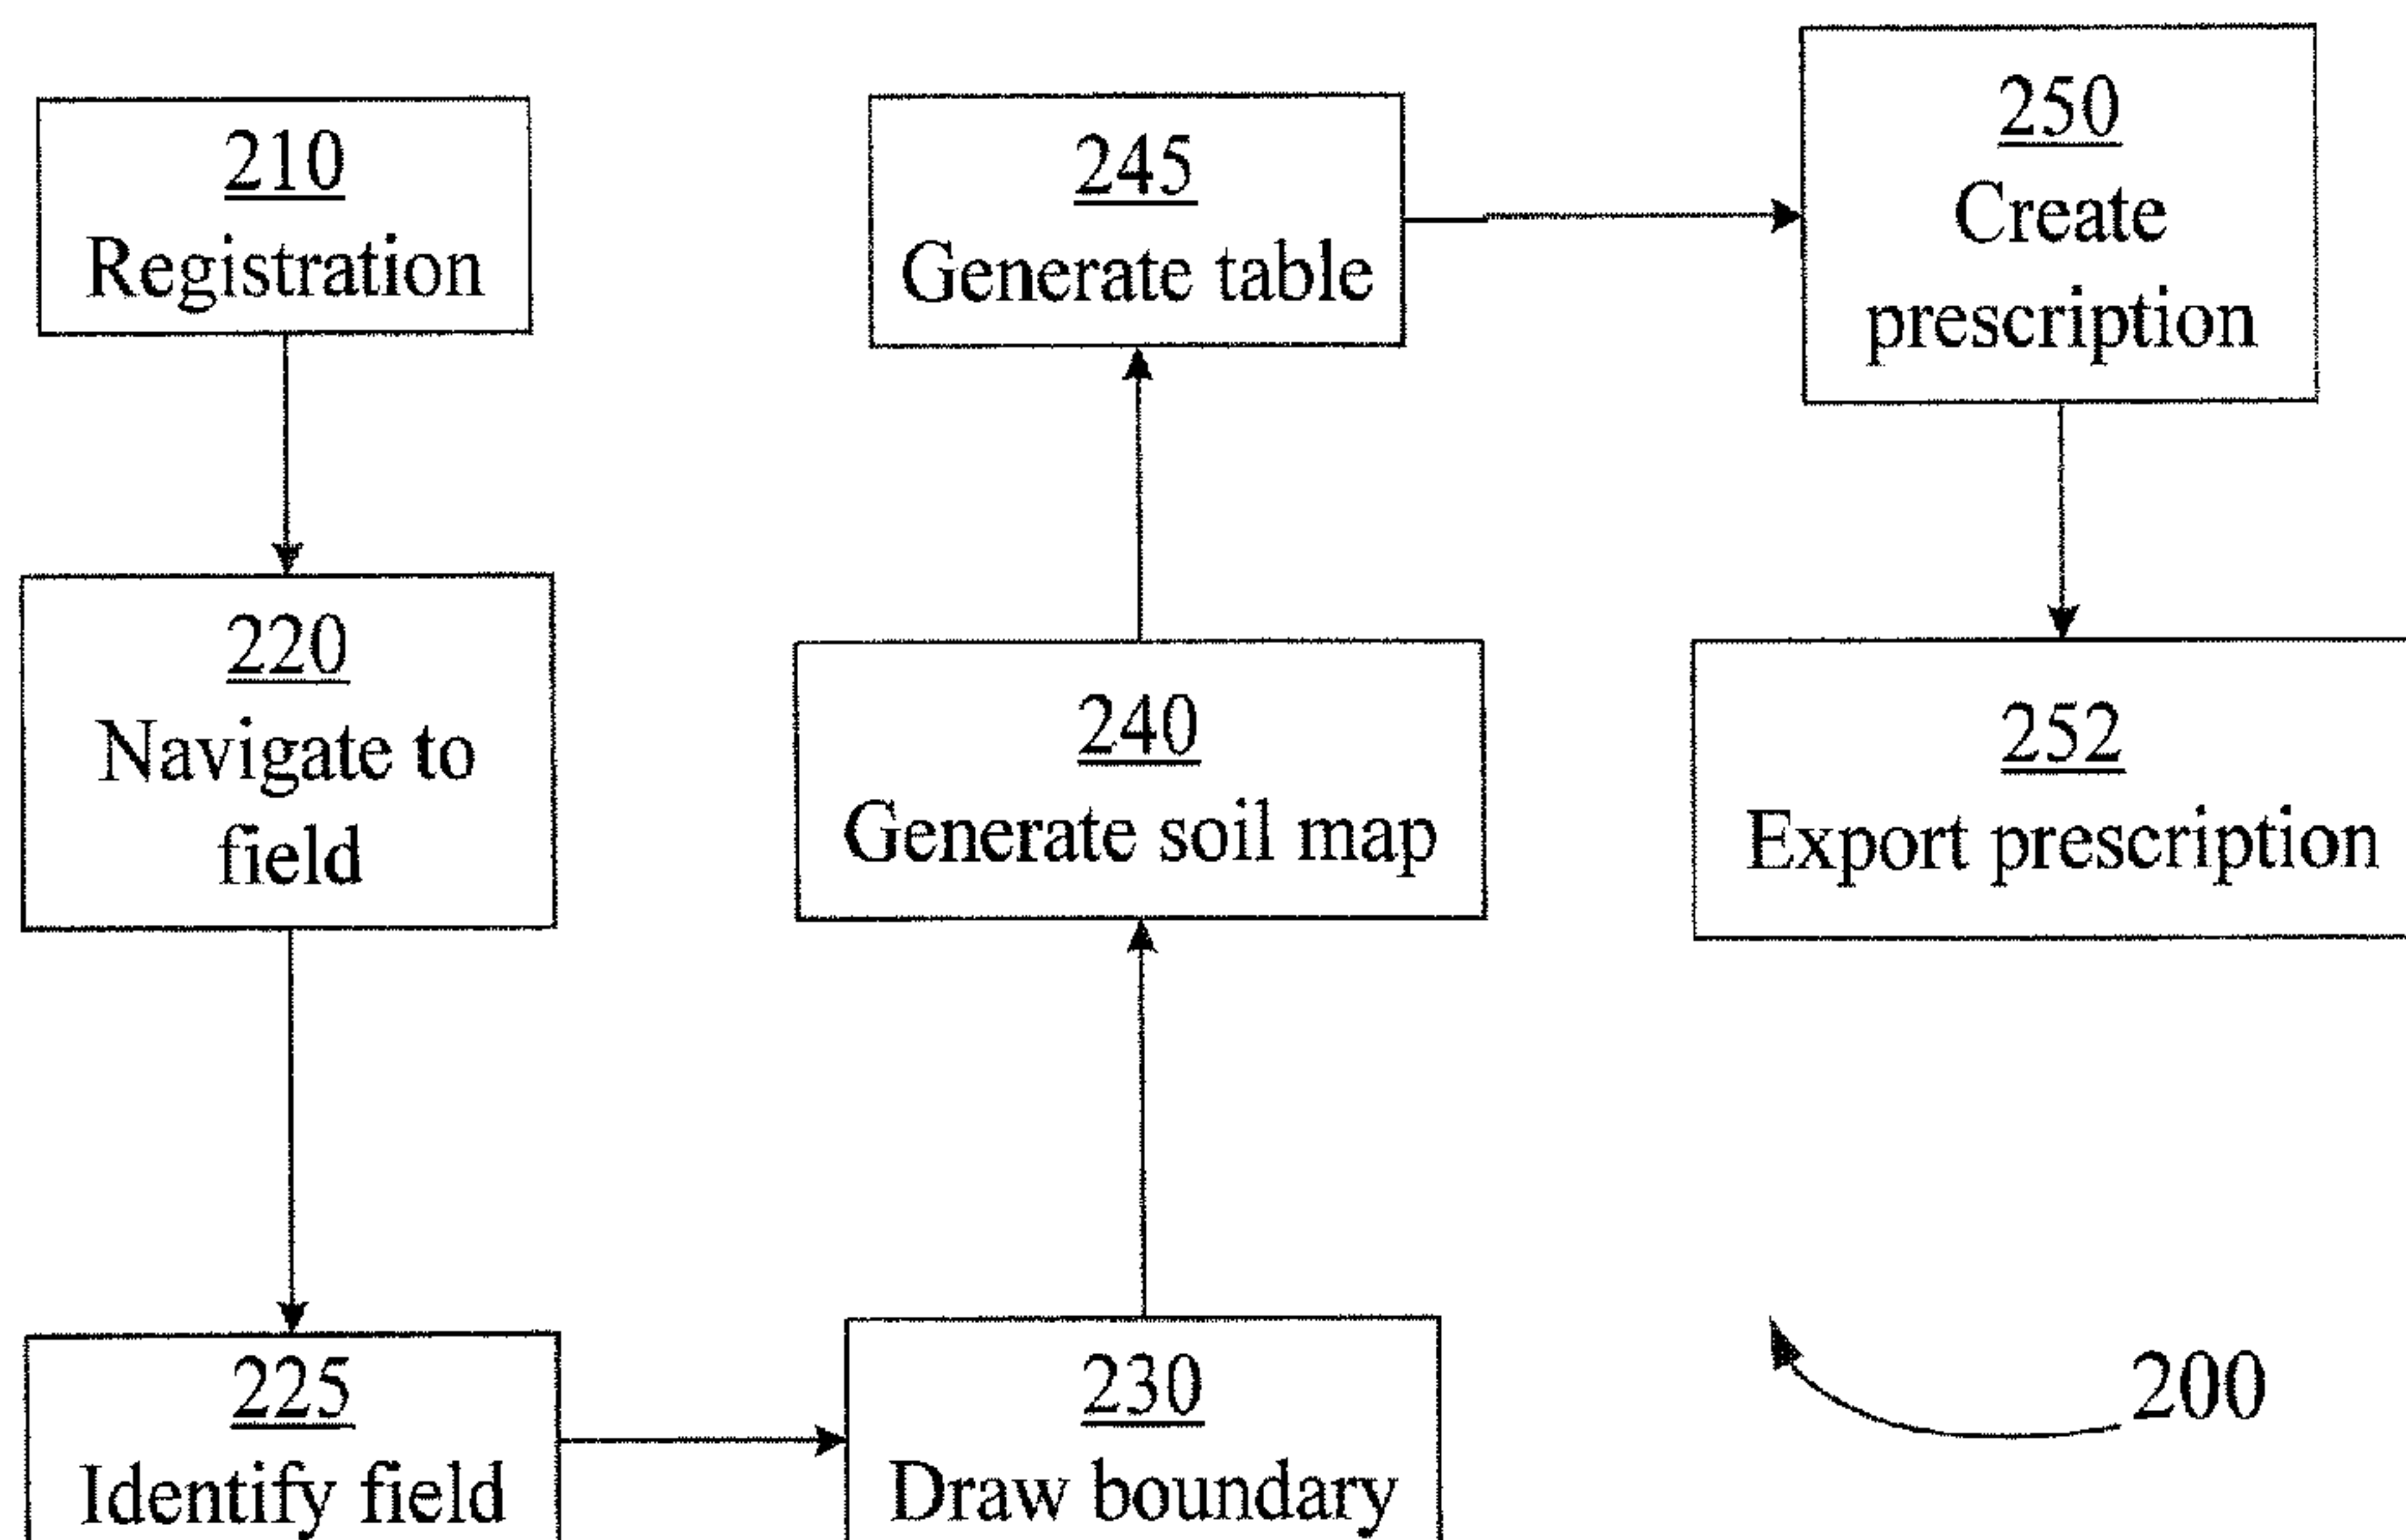 210
Registration
220
Navigate to
field
225
Identify field
230
Draw boundary
240
Generate soil map
245
Generate table
250
Create
prescription
252
Export prescription
200